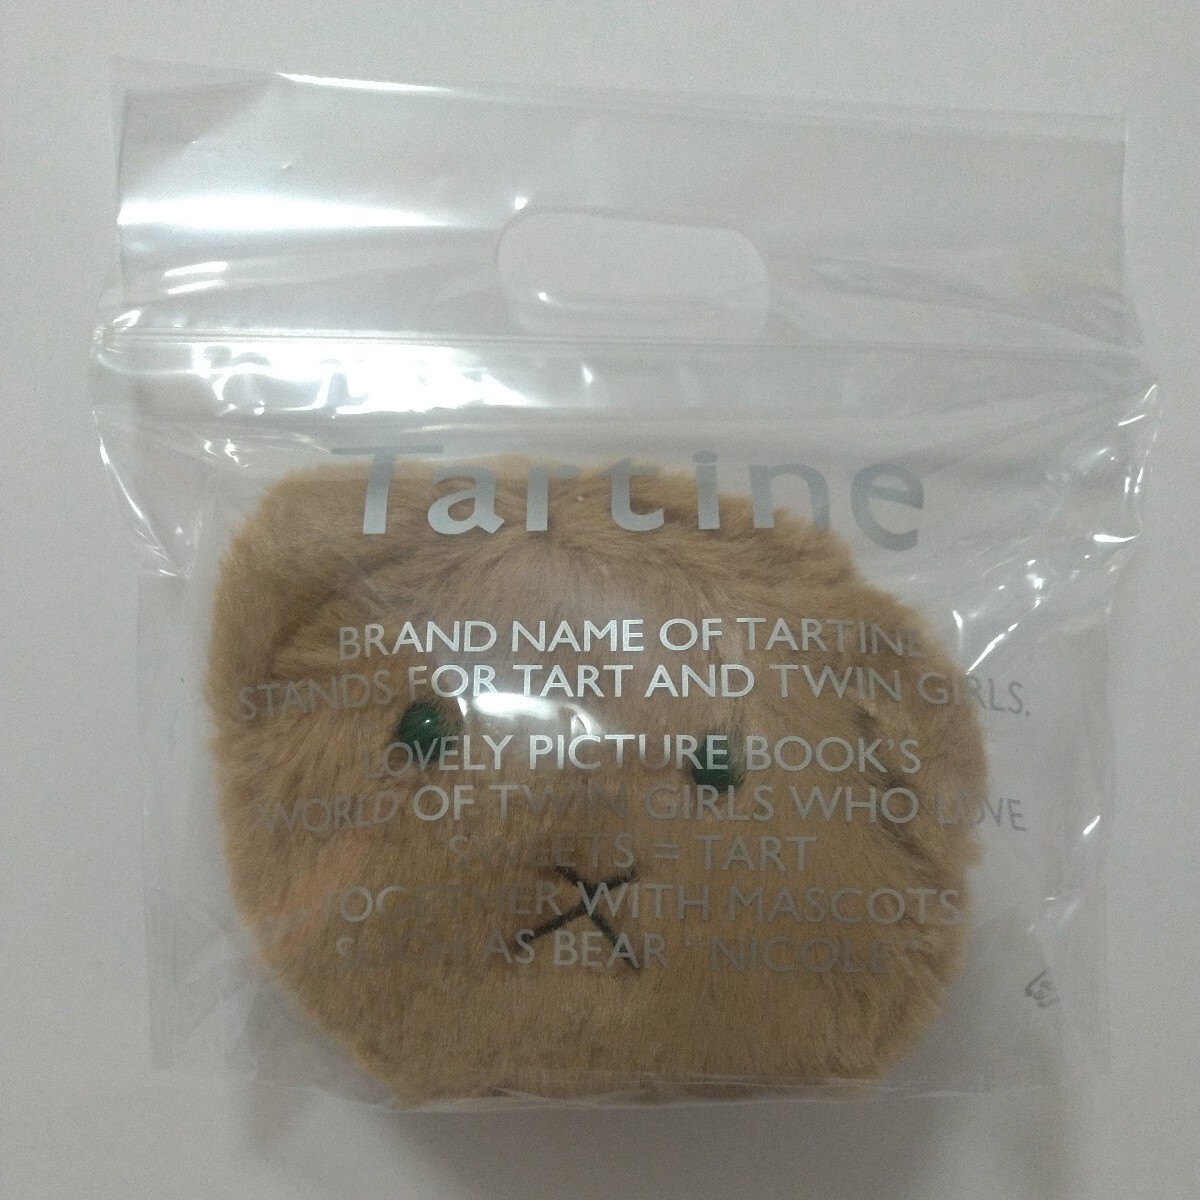 Tartine
BRAND NAME OF TARTINE
STANDS FOR TART AND TWIN GIRLS.
LOVELY PICTURE BOOK'S
WORLD OF TWIN GIRLS WHO LOVE
SWEETS = TART
TOGETHER WITH MASCOTS
SUCH AS BEAR "NICOLE"